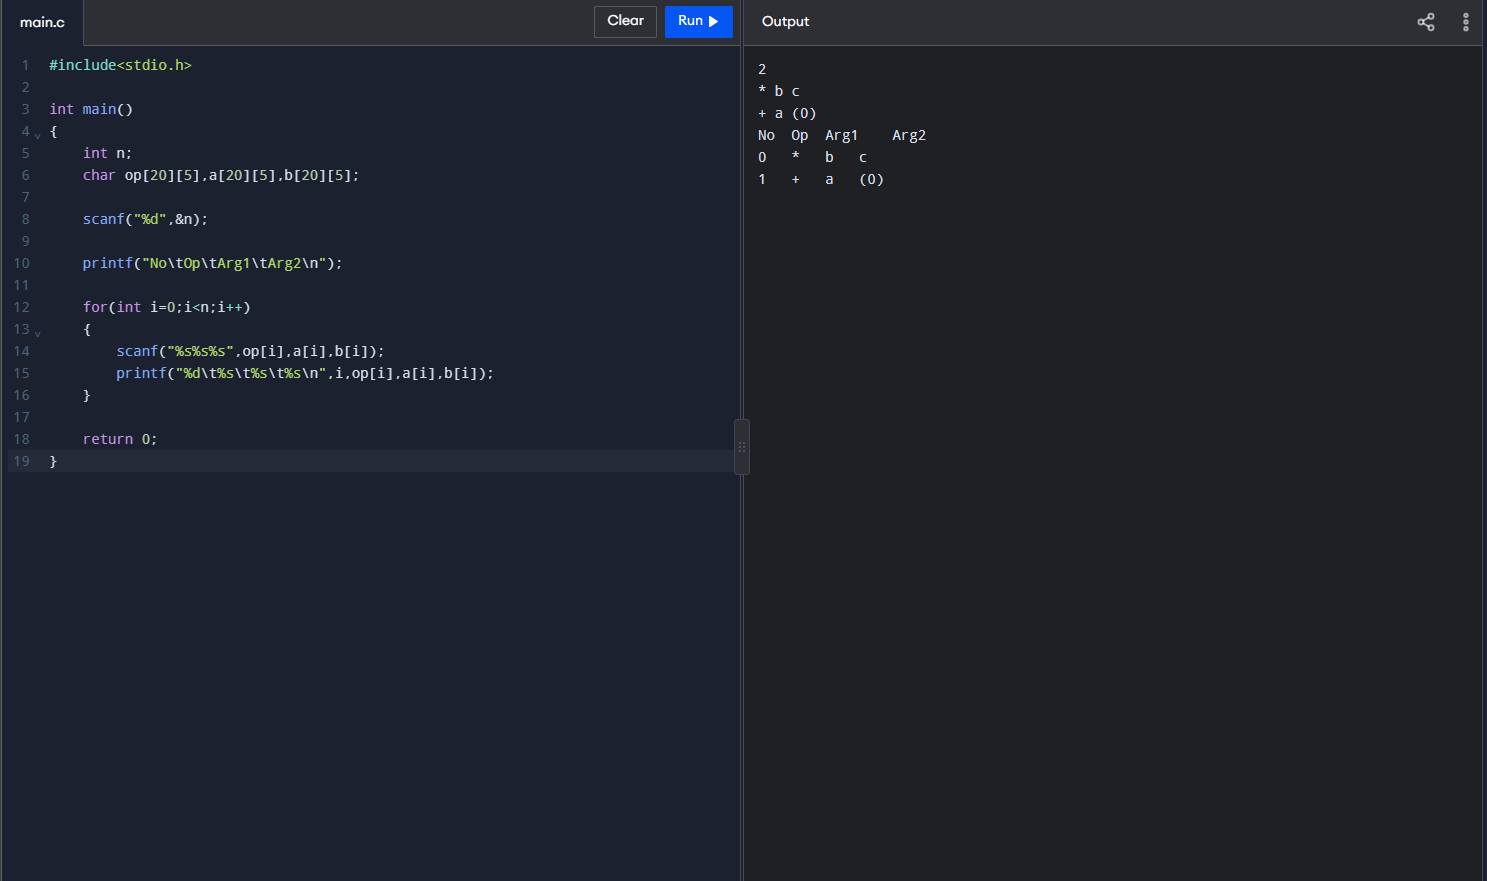 main.c
Clear
Run
1 #include<stdio.h>
2
3 int main()
4 {
5 int n;
6 char op[20][5],a[20][5],b[20][5];
7
8 scanf("%d",&n);
9
10 printf("No\tOp\tArg1\tArg2\n");
11
12 for(int i=0;i<n;i++)
13 {
14 scanf("%s%s%s",op[i],a[i],b[i]);
15 printf("%d\t%s\t%s\t%s\n",i,op[i],a[i],b[i]);
16 }
17
18 return 0;
19 }
Output
2
* b c
+ a (0)
No Op Arg1 Arg2
0 * b c
1 + a (0)